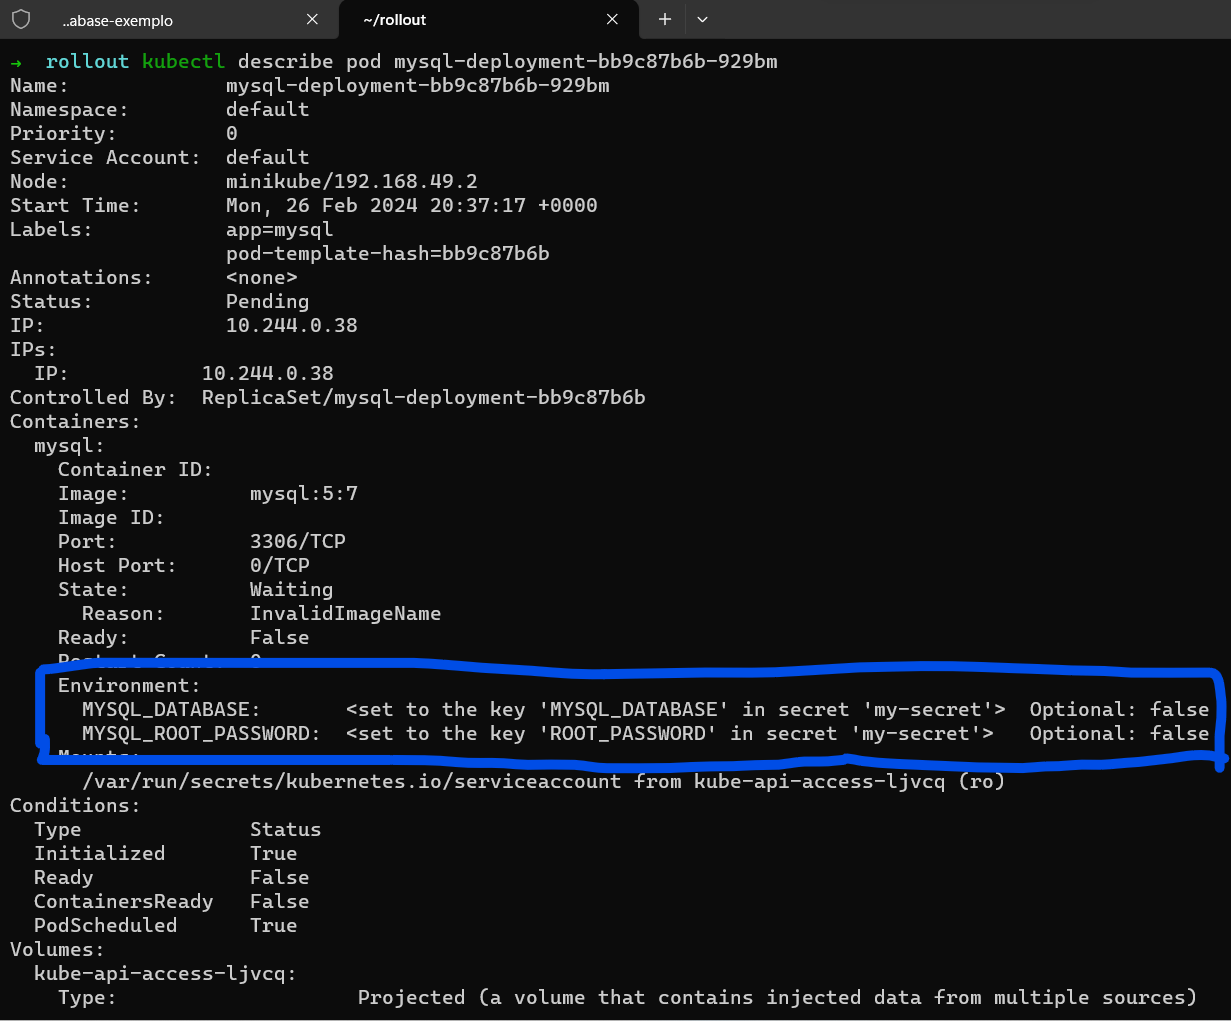 ..abase-exemplo
~/rollout
→ rollout kubectl describe pod mysql-deployment-bb9c87b6b-929bm
Name: mysql-deployment-bb9c87b6b-929bm
Namespace: default
Priority: 0
Service Account: default
Node: minikube/192.168.49.2
Start Time: Mon, 26 Feb 2024 20:37:17 +0000
Labels: app=mysql
pod-template-hash=bb9c87b6b
Annotations: <none>
Status: Pending
IP: 10.244.0.38
IPs:
IP: 10.244.0.38
Controlled By: ReplicaSet/mysql-deployment-bb9c87b6b
Containers:
mysql:
Container ID:
Image: mysql:5:7
Image ID:
Port: 3306/TCP
Host Port: 0/TCP
State: Waiting
Reason: InvalidImageName
Ready: False
Restart Count: 0
Environment:
MYSQL_DATABASE: <set to the key 'MYSQL_DATABASE' in secret 'my-secret'> Optional: false
MYSQL_ROOT_PASSWORD: <set to the key 'ROOT_PASSWORD' in secret 'my-secret'> Optional: false
Mounts:
/var/run/secrets/kubernetes.io/serviceaccount from kube-api-access-ljvcq (ro)
Conditions:
Type Status
Initialized True
Ready False
ContainersReady False
PodScheduled True
Volumes:
kube-api-access-ljvcq:
Type: Projected (a volume that contains injected data from multiple sources)